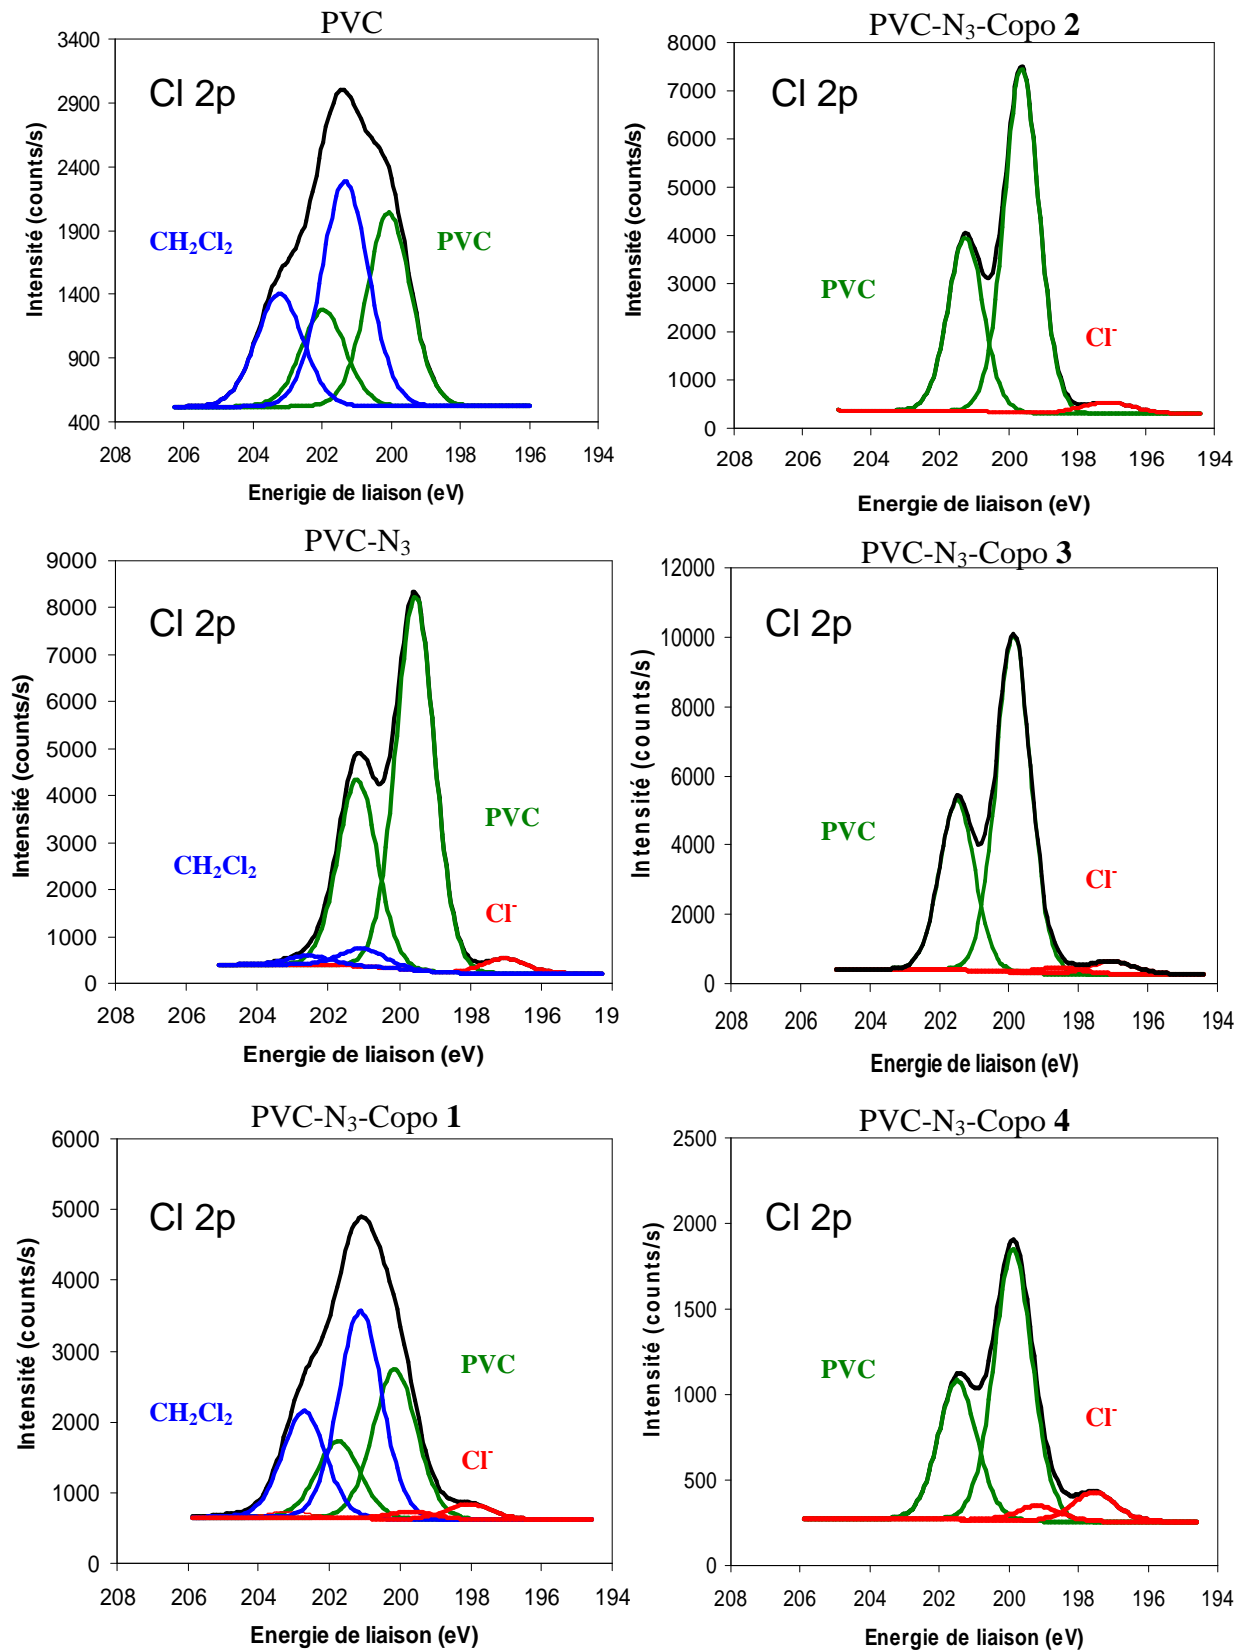 PVC
3400
2900
2400
1900
1400
900
400
Cl 2p
CH₂Cl₂
PVC
Intensité (counts/s)
208 206 204 202 200 198 196 194
Enerigie de liaison (eV)
PVC-N₃-Copo 2
8000
7000
6000
5000
4000
3000
2000
1000
0
Cl 2p
PVC
Cl⁻
Intensité (counts/s)
208 206 204 202 200 198 196 194
Energie de liaison (eV)
PVC-N₃
9000
8000
7000
6000
5000
4000
3000
2000
1000
0
Cl 2p
PVC
CH₂Cl₂
Cl⁻
Intensité (counts/s)
208 206 204 202 200 198 196 19
Energie de liaison (eV)
PVC-N₃-Copo 3
12000
10000
8000
6000
4000
2000
0
Cl 2p
PVC
Cl⁻
Intensité (counts/s)
208 206 204 202 200 198 196 194
Energie de liaison (eV)
PVC-N₃-Copo 1
6000
5000
4000
3000
2000
1000
0
Cl 2p
PVC
CH₂Cl₂
Cl⁻
Intensité (counts/s)
208 206 204 202 200 198 196 194
Energie de liaison (eV)
PVC-N₃-Copo 4
2500
2000
1500
1000
500
0
Cl 2p
PVC
Cl⁻
Intensité (counts/s)
208 206 204 202 200 198 196 194
Energie de liaison (eV)